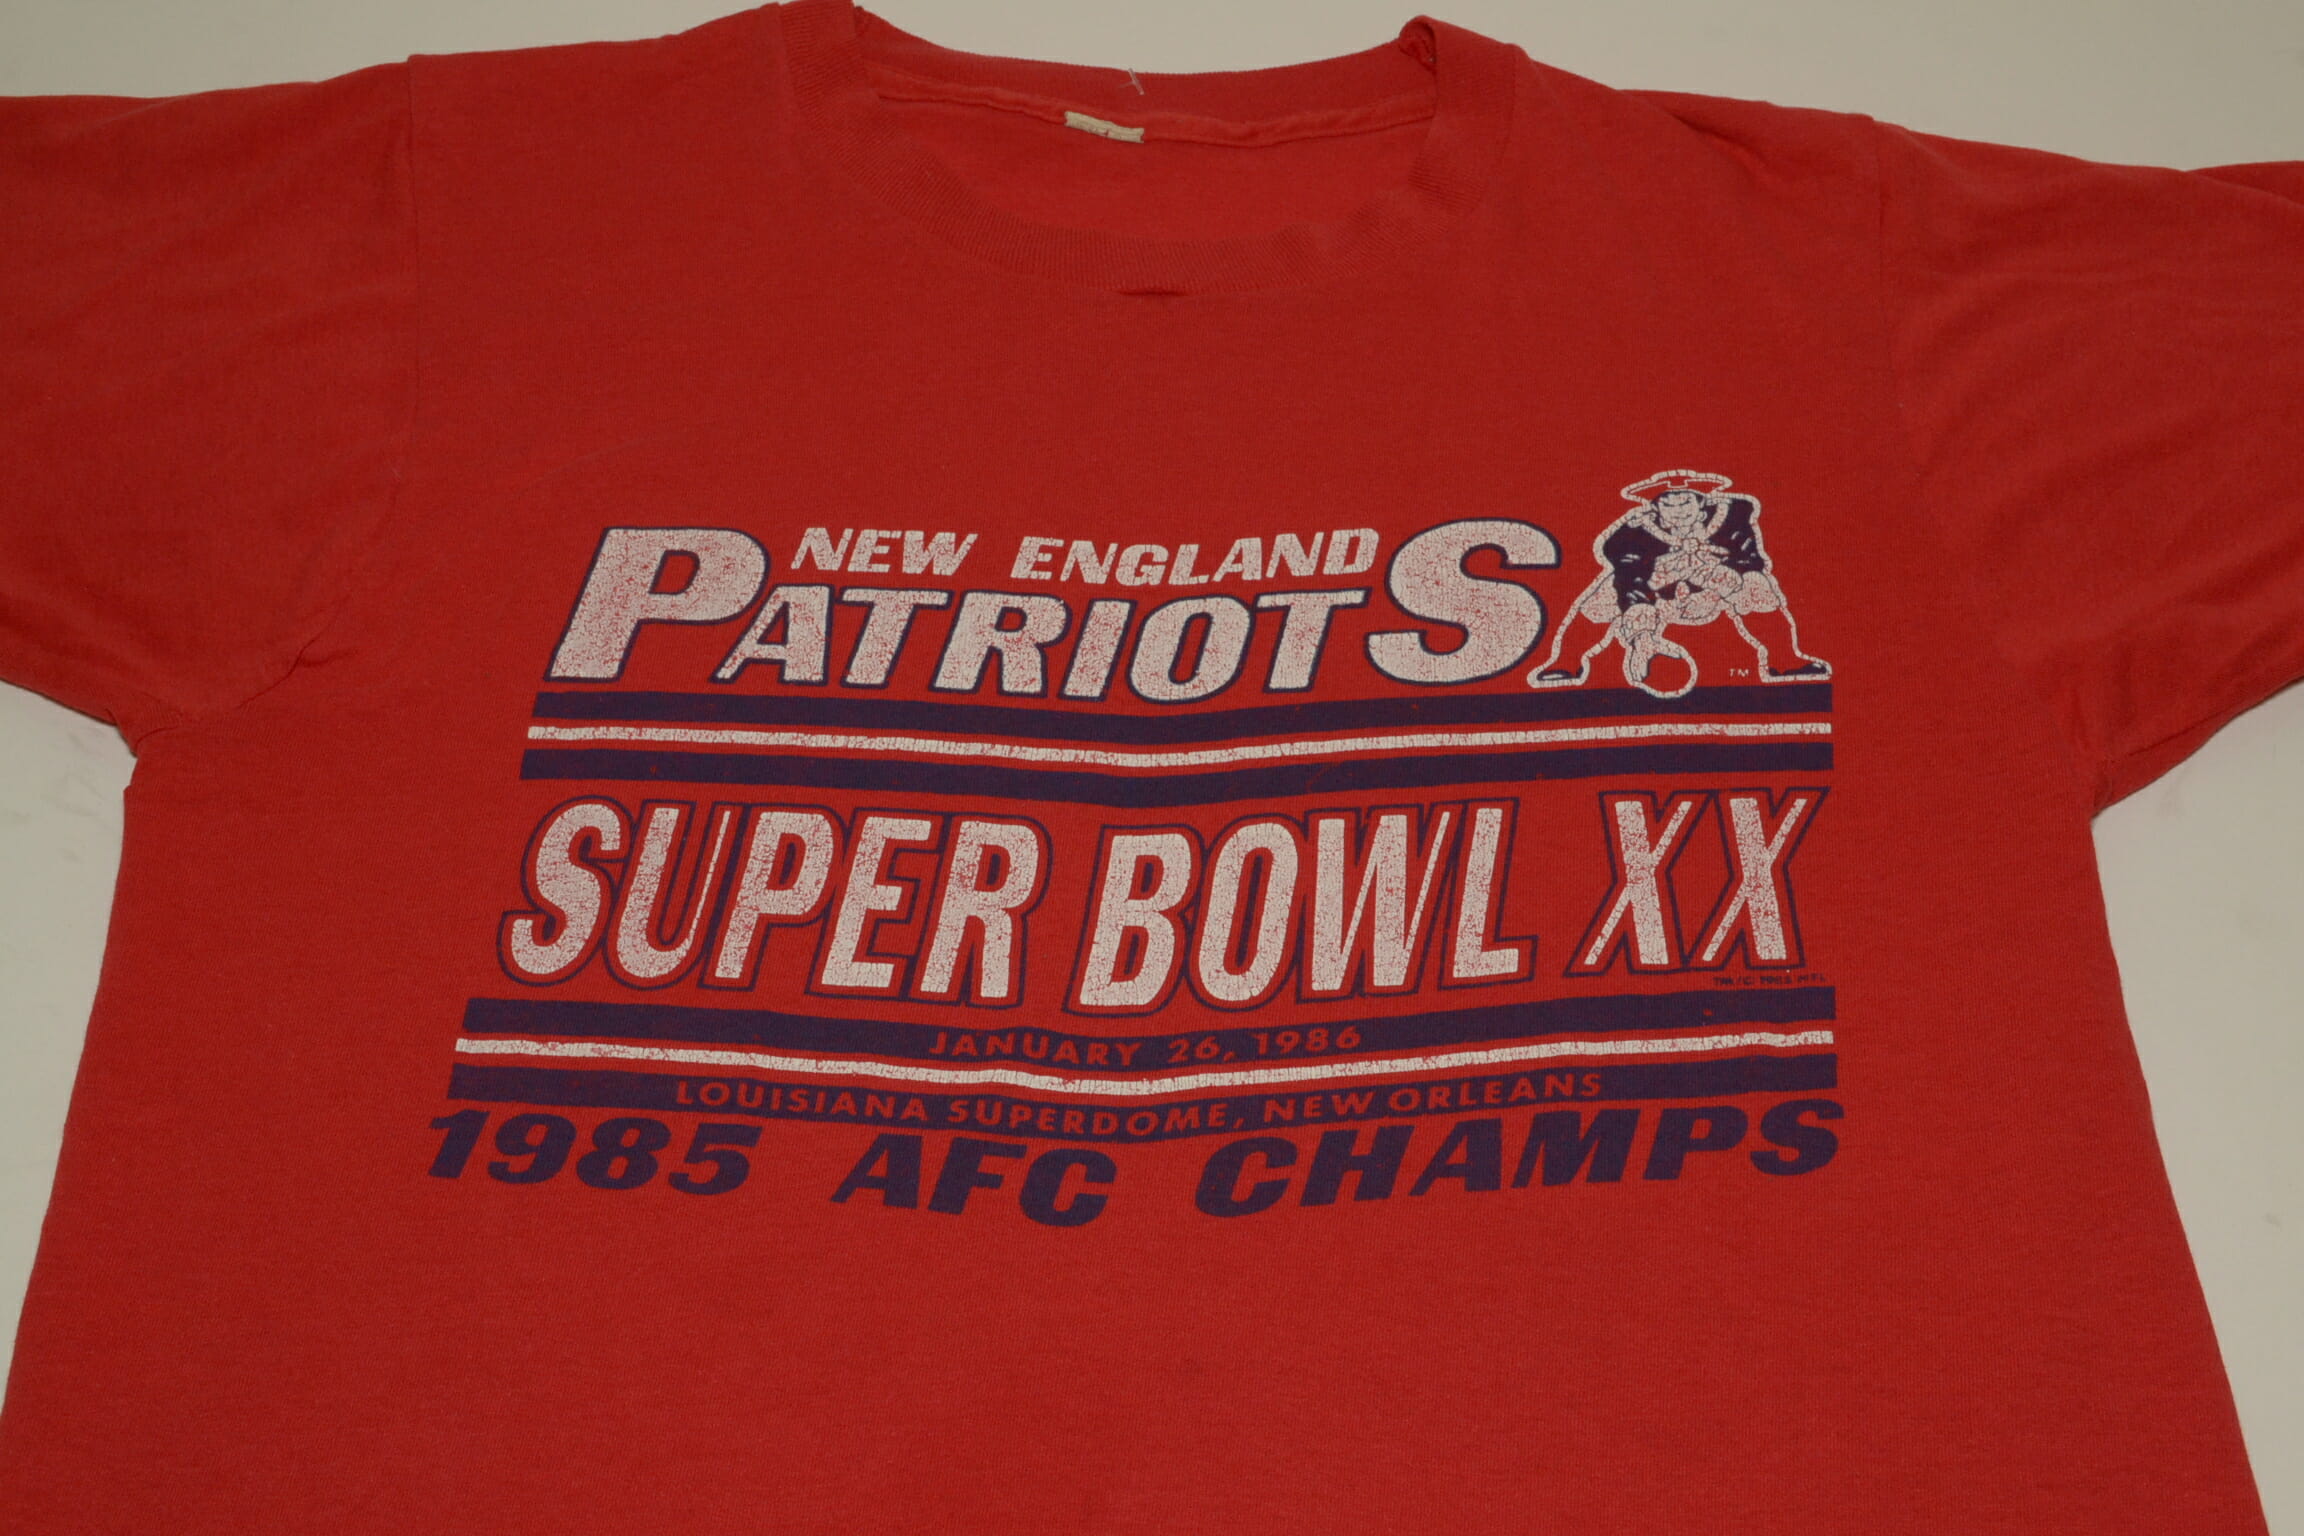 NEW ENGLAND
PATRIOTS
TM
SUPER BOWL XX
JANUARY 26, 1986
LOUISIANA SUPERDOME, NEW ORLEANS
1985 AFC CHAMPS